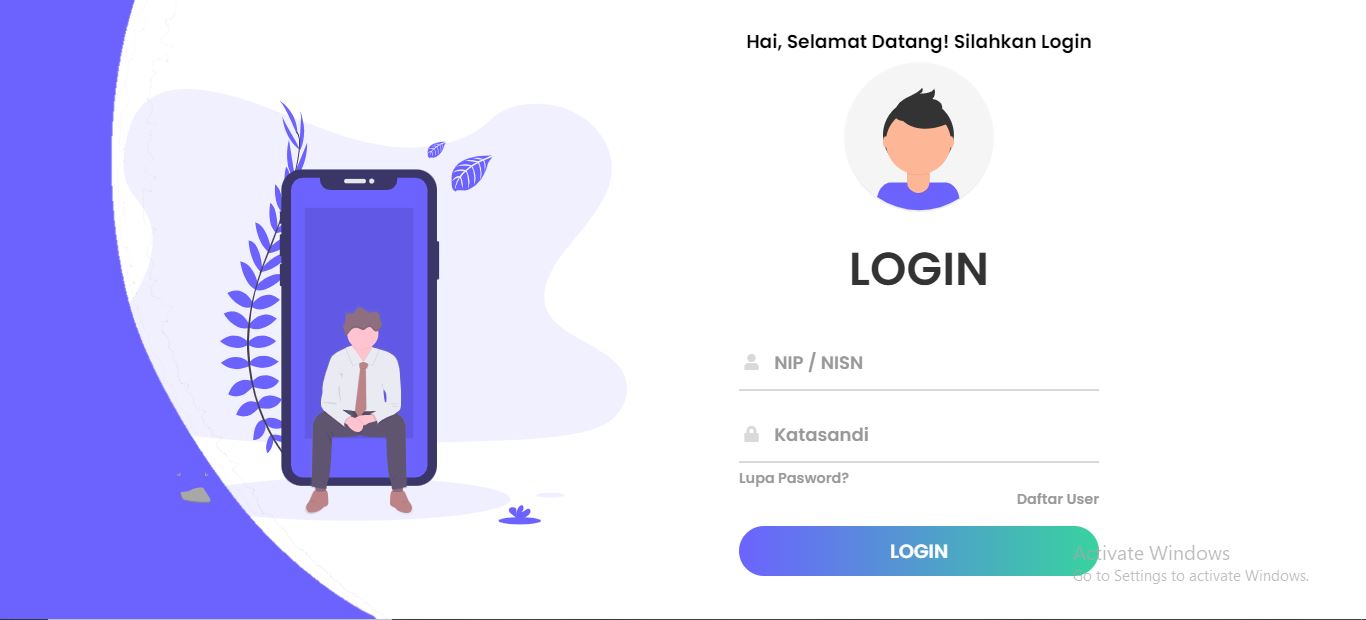 Hai, Selamat Datang! Silahkan Login
LOGIN
NIP / NISN
Katasandi
Lupa Pasword?
Daftar User
LOGIN
Activate Windows
Go to Settings to activate Windows.